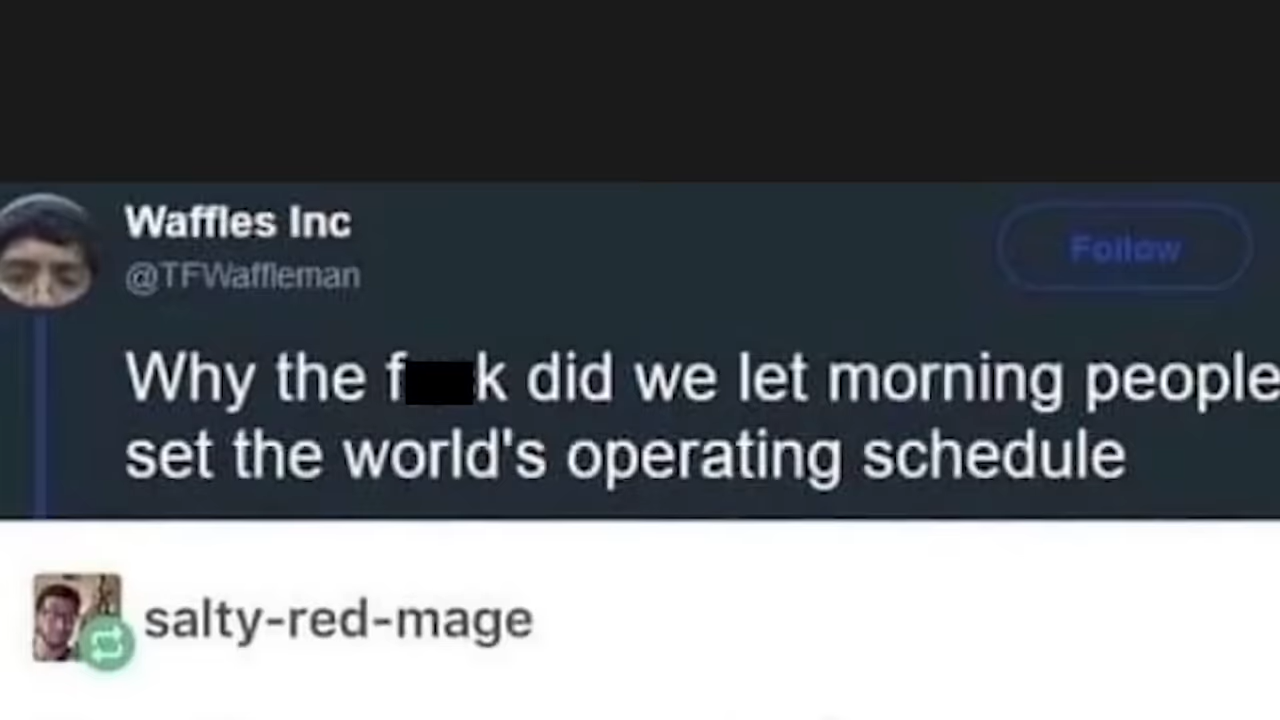 Waffles Inc
@TFWaffleman
Follow
Why the f k did we let morning people
set the world's operating schedule
salty-red-mage